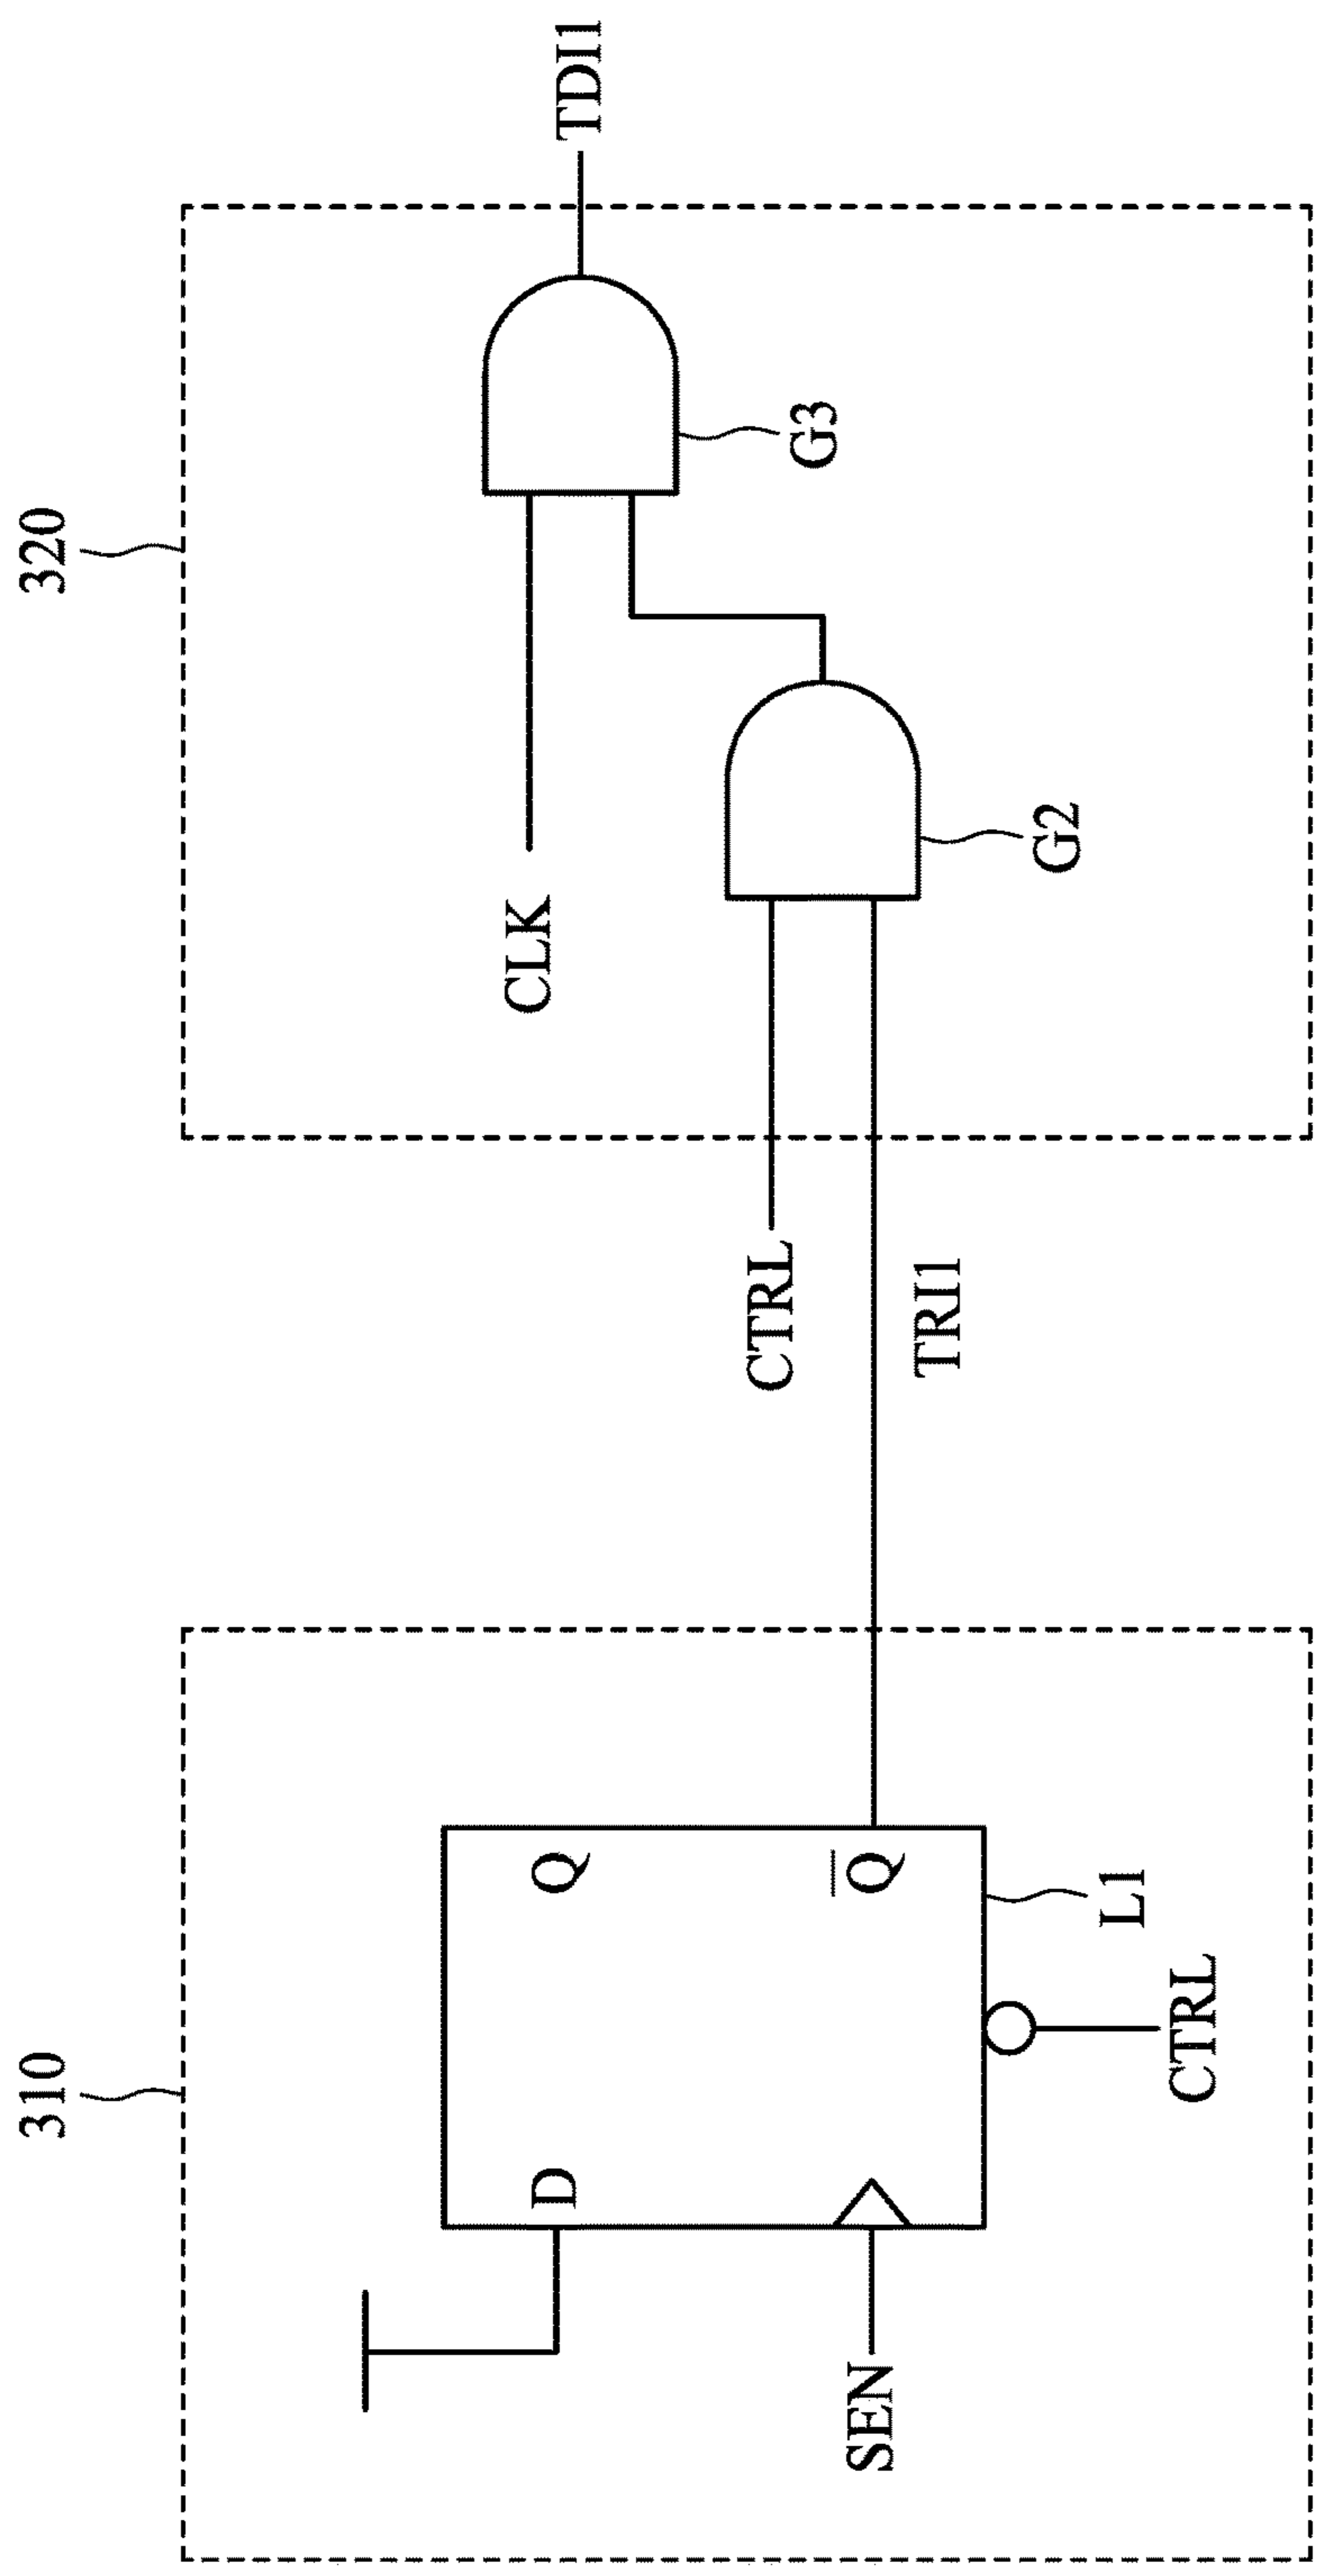 310
320
D
Q
Q̅
SEN
L1
CTRL
CTRL
TRI1
CLK
G2
G3
TDI1